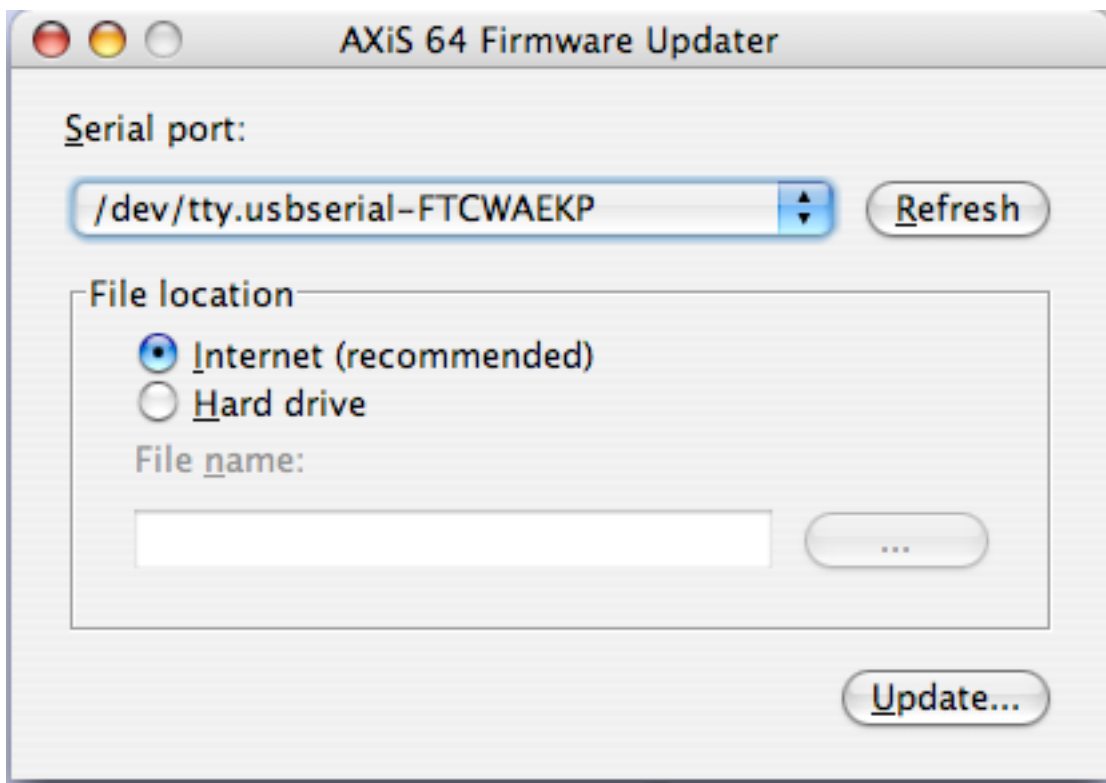 AXiS 64 Firmware Updater
Serial port:
/dev/tty.usbserial-FTCWAEKP
Refresh
File location
Internet (recommended)
Hard drive
File name:
...
Update...